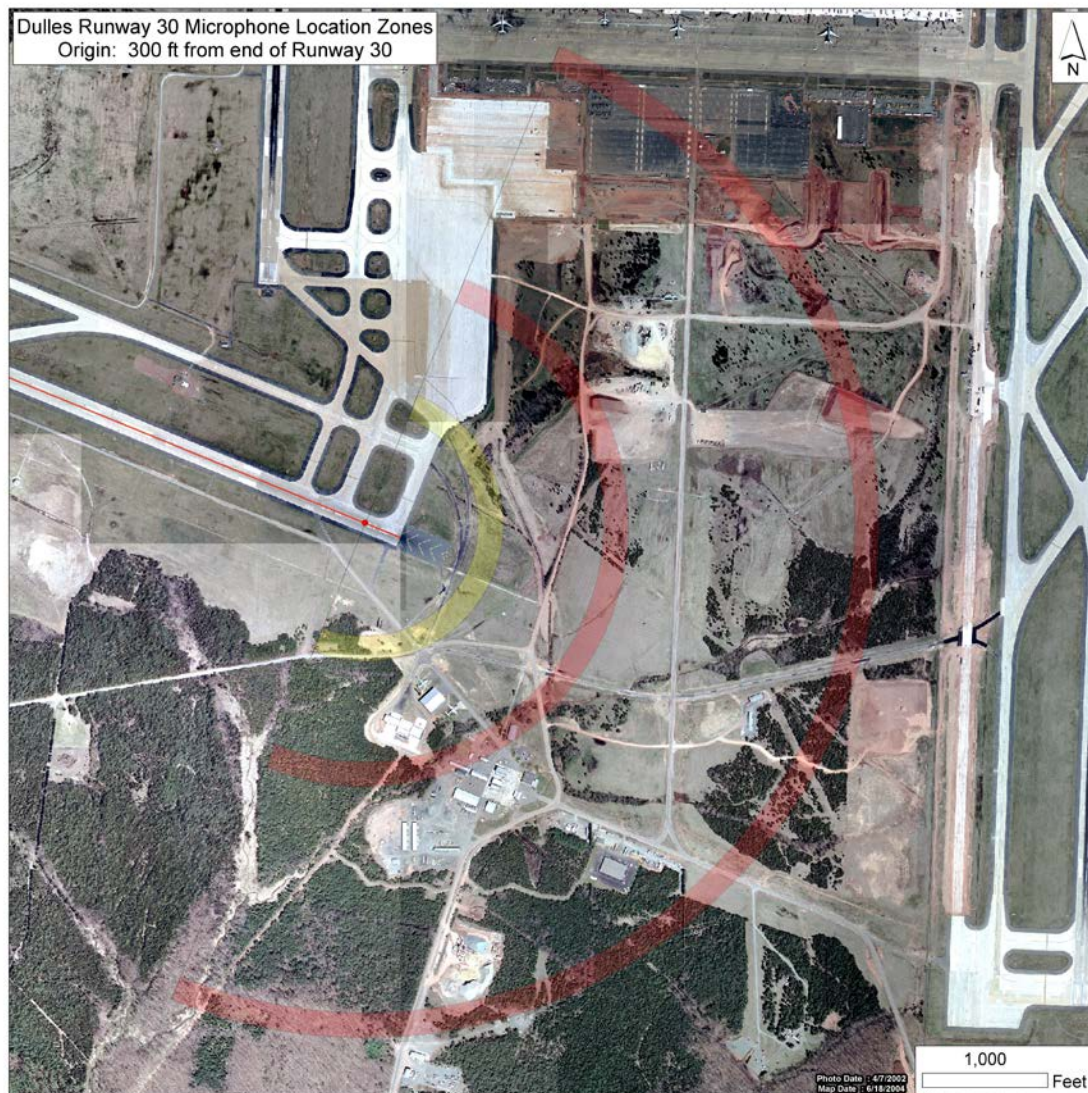 Dulles Runway 30 Microphone Location Zones
Origin: 300 ft from end of Runway 30
N
1,000
Feet
Photo Date : 4/7/2002
Map Date : 6/18/2004